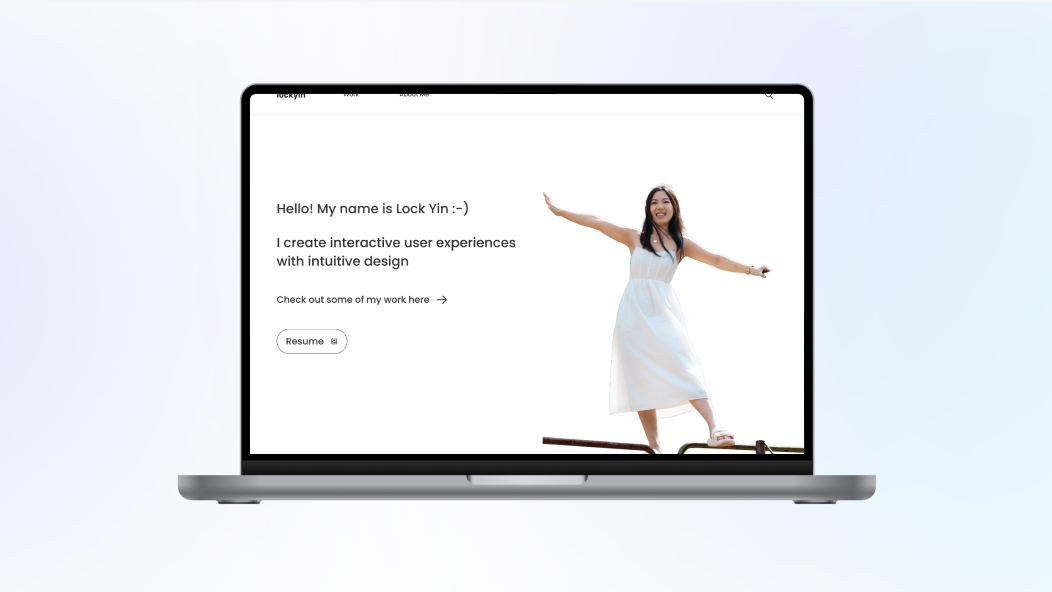 lockyin
Work
About Me
Hello! My name is Lock Yin :-)
I create interactive user experiences
with intuitive design
Check out some of my work here
Resume